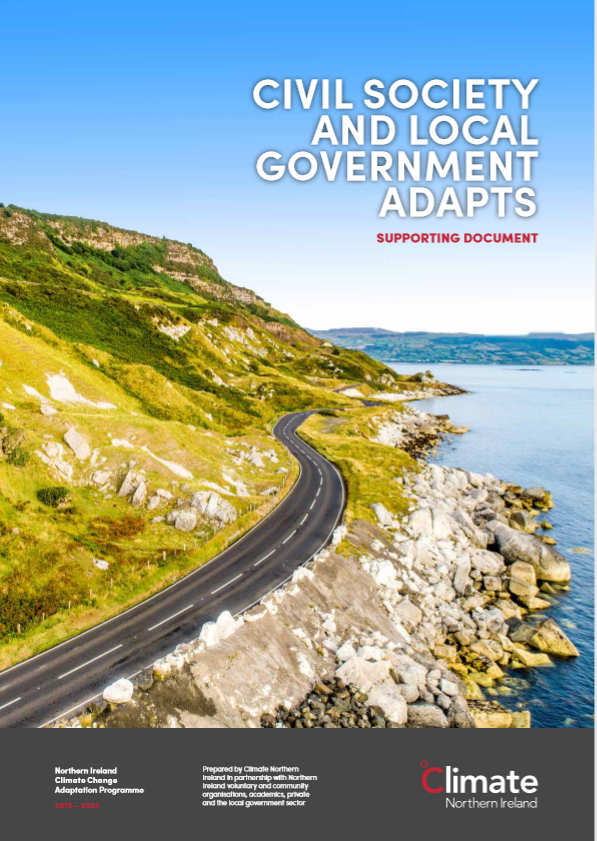 CIVIL SOCIETY
AND LOCAL
GOVERNMENT
ADAPTS
SUPPORTING DOCUMENT
Northern Ireland
Climate Change
Adaptation Programme
2019 — 2024
Prepared by Climate Northern
Ireland in partnership with Northern
Ireland voluntary and community
organisations, academics, private
and the local government sector
°Climate
Northern Ireland